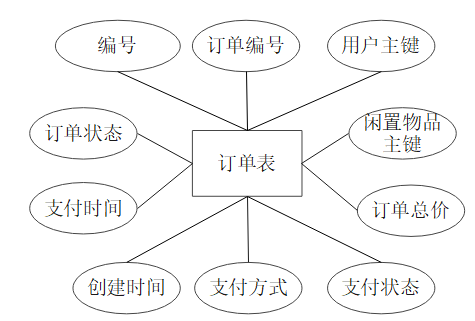 编号
订单编号
用户主键
订单状态
闲置物品
主键
订单表
支付时间
订单总价
创建时间
支付方式
支付状态